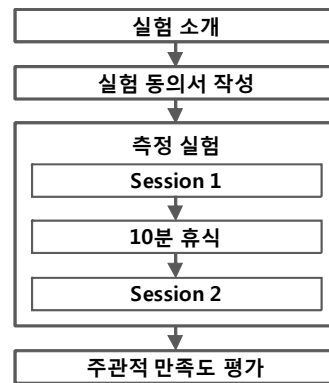 실험 소개
실험 동의서 작성
측정 실험
Session 1
10분 휴식
Session 2
주관적 만족도 평가